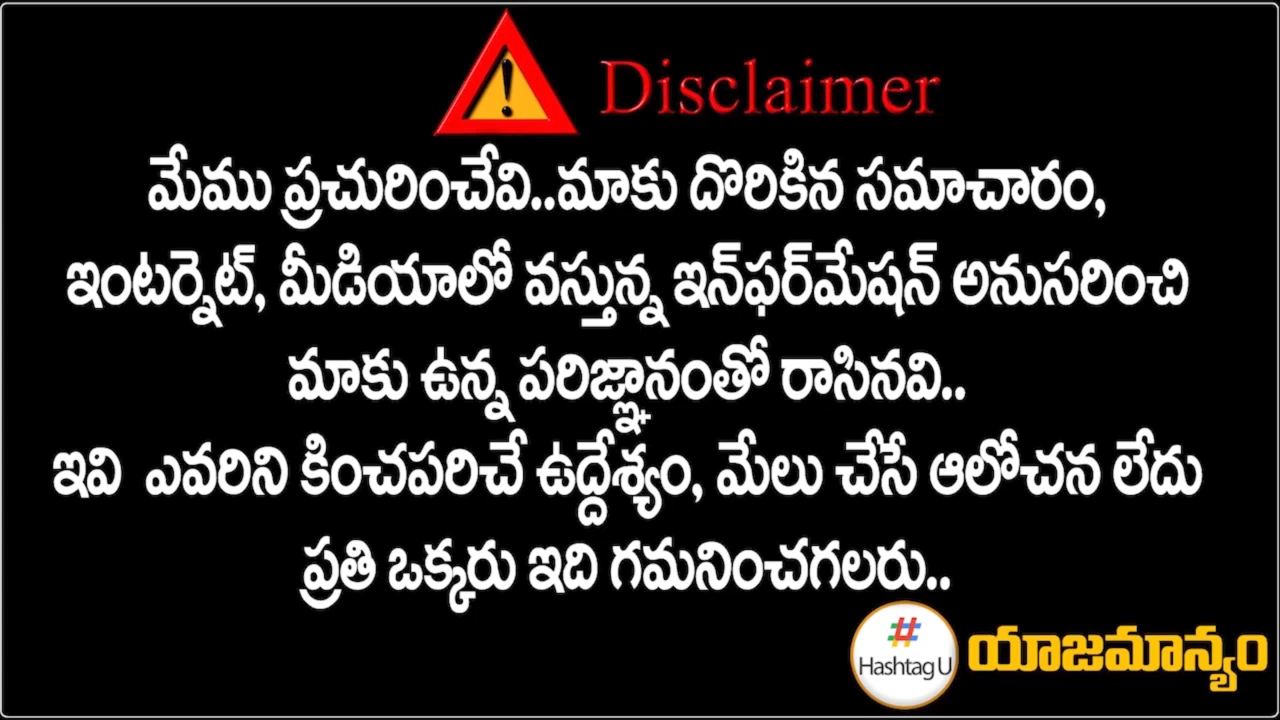 Disclaimer
మేము ప్రచురించేవి..మాకు దొరికిన సమాచారం,
ఇంటర్నెట్, మీడియాలో వస్తున్న ఇన్‌ఫర్‌మేషన్ అనుసరించి
మాకు ఉన్న పరిజ్ఞానంతో రాసినవి..
ఇవి ఎవరిని కించపరిచే ఉద్దేశ్యం, మేలు చేసే ఆలోచన లేదు
ప్రతి ఒక్కరు ఇది గమనించగలరు..
#
Hashtag U
యాజమాన్యం